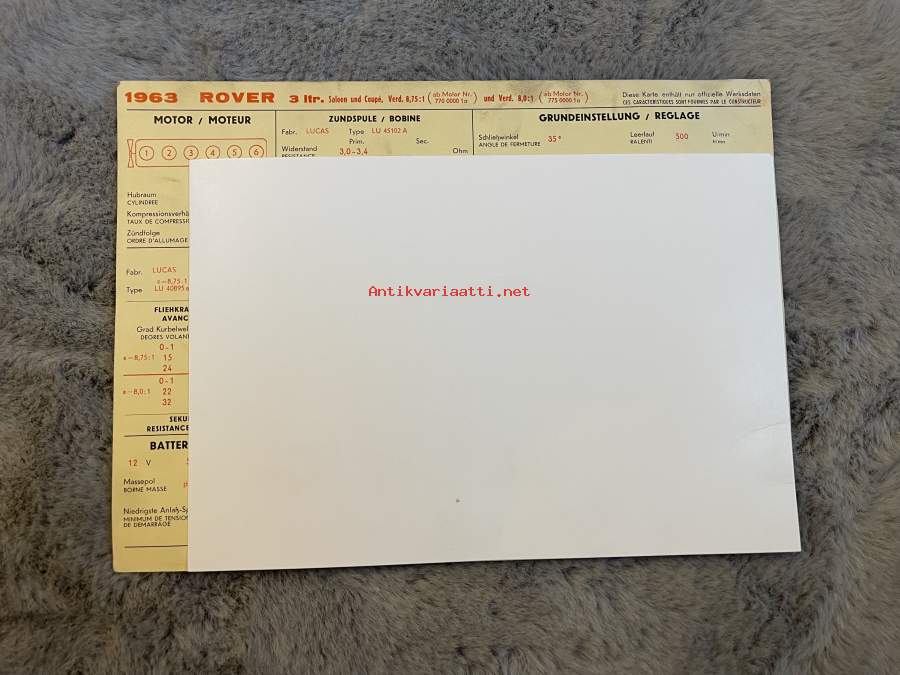 1963 ROVER 3 ltr. Saloon und Coupé, Verd. 8,75:1 (ab Motor Nr. 770 0000 1a) und Verd. 8,0:1 (ab Motor Nr. 775 0000 1a)
Diese Karte enthält nur offizielle Werksdaten
CES CARACTERISTIQUES SONT FOURNIES PAR LE CONSTRUCTEUR
MOTOR / MOTEUR
1 2 3 4 5 6
Hubraum
CYLINDREE
Kompressionsverhä
TAUX DE COMPRESSIO
Zündfolge
ORDRE D'ALLUMAGE
Fabr. LUCAS
ε=8,75:1
Type LU 40895
FLIEHKRA
AVANC
Grad Kurbelwel
DEGRES VOLAN
0-1
ε=8,75:1 15
24
0-1
ε=8,0:1 22
32
SEKU
RESISTANCE
BATTER
12 V
Massepol
BORNE MASSE
Niedrigste Anlaß-Sp
MINIMUM DE TENSION
DE DEMARRAGE
ZUNDSPULE / BOBINE
Fabr. LUCAS Type LU 45102 A
Prim. Sec.
Widerstand 3,0-3,4 Ohm
RESISTANCE
GRUNDEINSTELLUNG / REGLAGE
Schließwinkel 35° Leerlauf 500 U/min
ANGLE DE FERMETURE RALENTI t/mn
Antikvariaatti.net